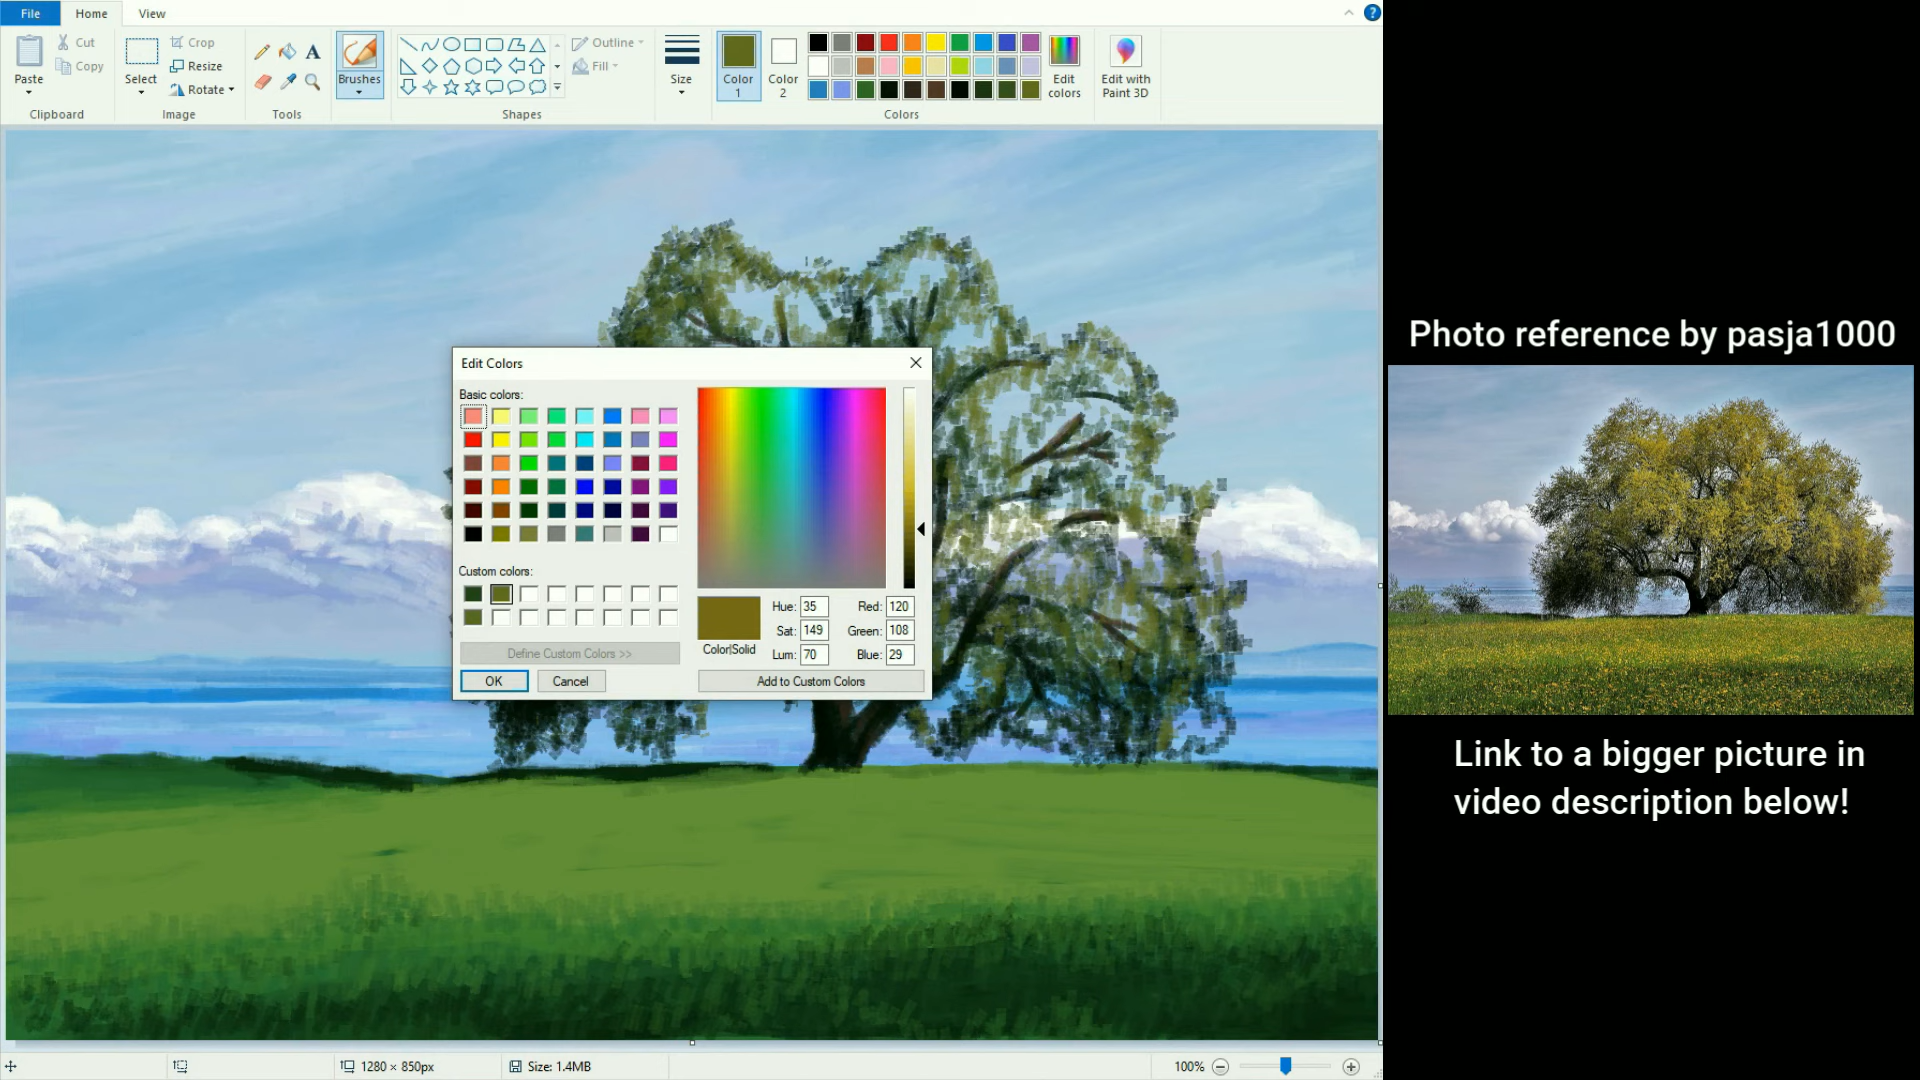 File Home View
Paste
Cut
Copy
Clipboard
Select
Crop
Resize
Rotate
Image
Tools
Brushes
Shapes
Outline
Fill
Size
Color
1
Color
2
Edit
colors
Colors
Edit with
Paint 3D
Edit Colors
Basic colors:
Custom colors:
Define Custom Colors >>
OK
Cancel
Color|Solid
Hue: 35
Sat: 149
Lum: 70
Red: 120
Green: 108
Blue: 29
Add to Custom Colors
Photo reference by pasja1000
Link to a bigger picture in
video description below!
1280 × 850px
Size: 1.4MB
100%